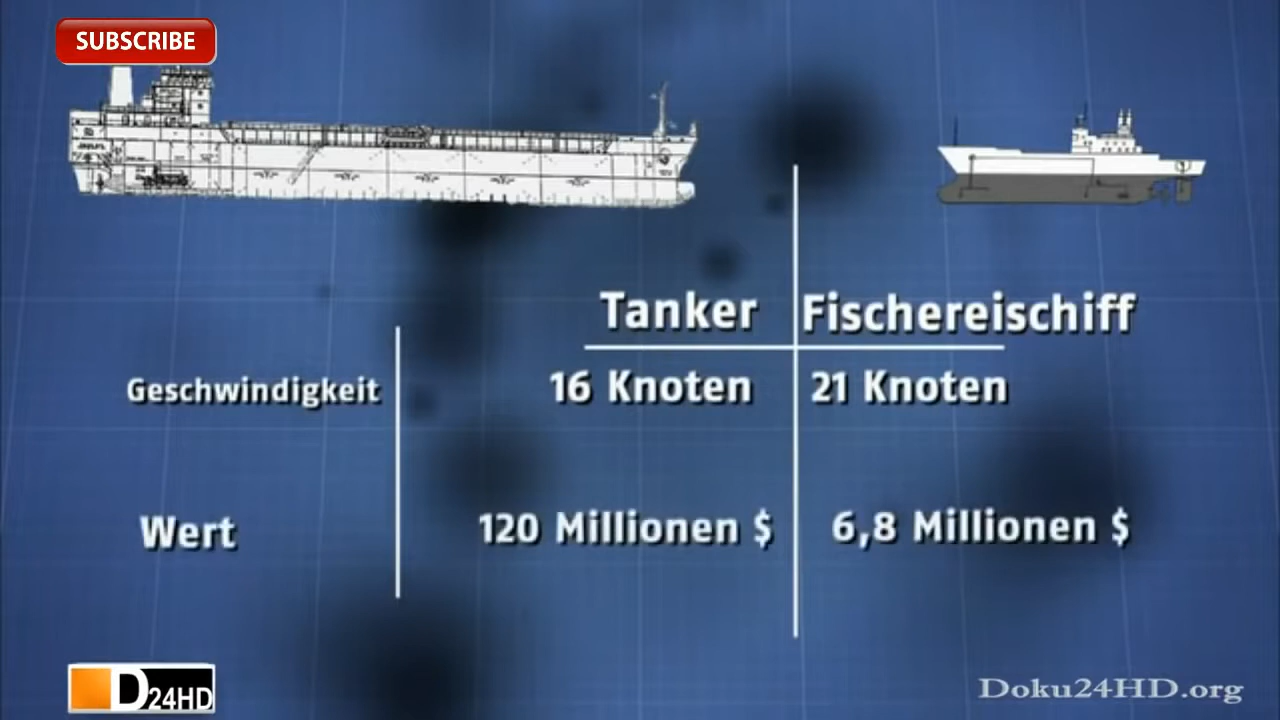 SUBSCRIBE
Tanker Fischereischiff
Geschwindigkeit 16 Knoten 21 Knoten
Wert 120 Millionen $ 6,8 Millionen $
D24HD
Doku24HD.org